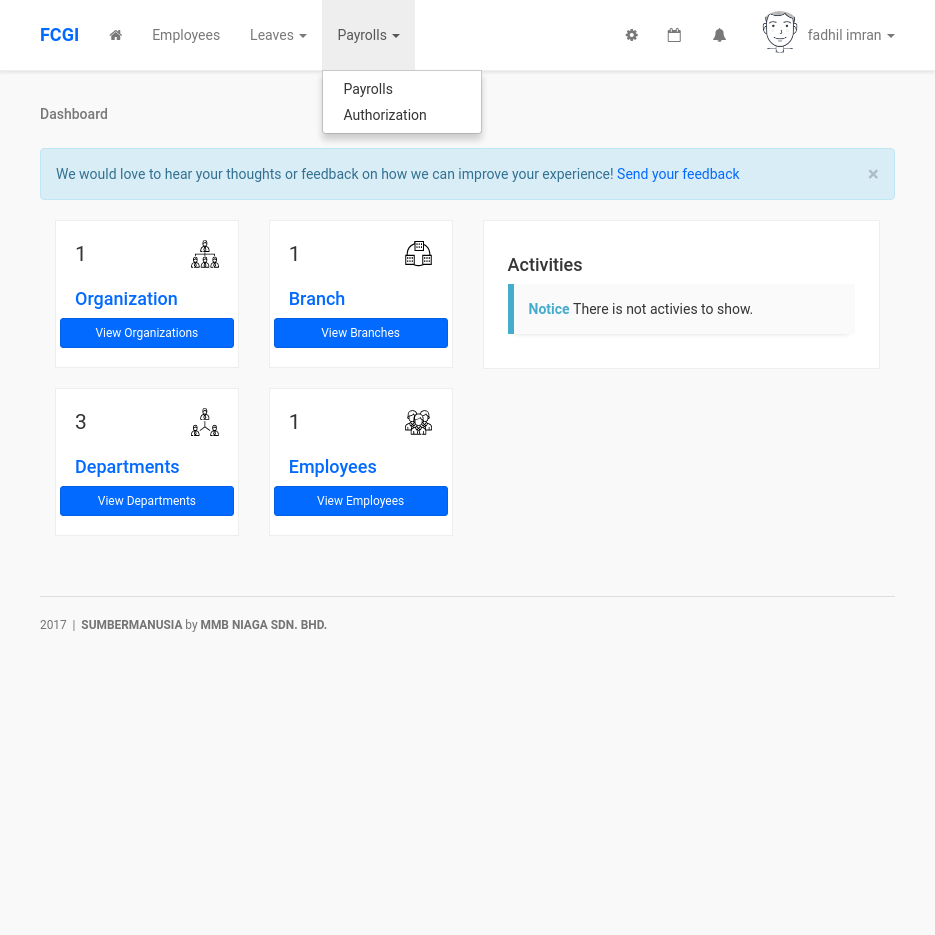 FCGI Employees Leaves Payrolls fadhil imran
Payrolls
Authorization
Dashboard
We would love to hear your thoughts or feedback on how we can improve your experience! Send your feedback ×
1
Organization
View Organizations
1
Branch
View Branches
Activities
Notice There is not activies to show.
3
Departments
View Departments
1
Employees
View Employees
2017 | SUMBERMANUSIA by MMB NIAGA SDN. BHD.